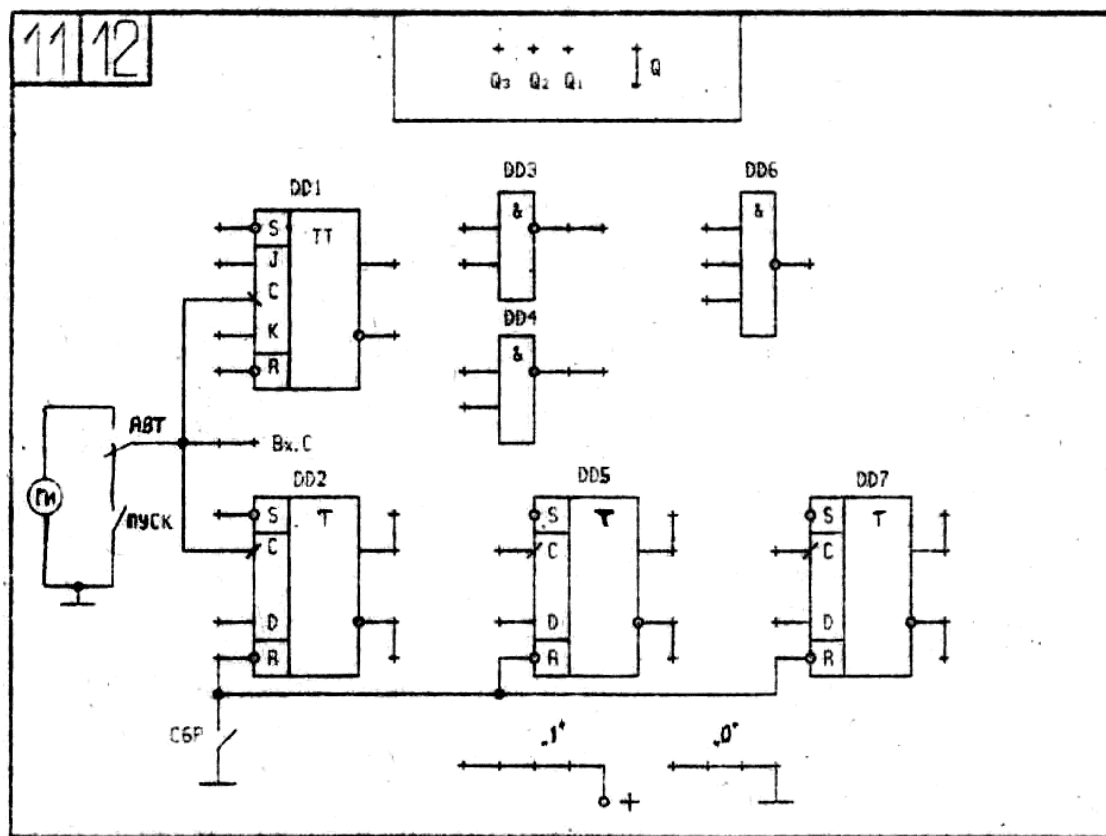 11 12
Q3 Q2 Q1 Q
DD1
S TT
J
C
K
R
DD3
&
DD6
&
DD4
&
АВТ
Вх.С
ГИ
ПУСК
DD2
S T
C
D
R
DD5
S T
C
D
R
DD7
S T
C
D
R
СБР
„1“
„0“
+